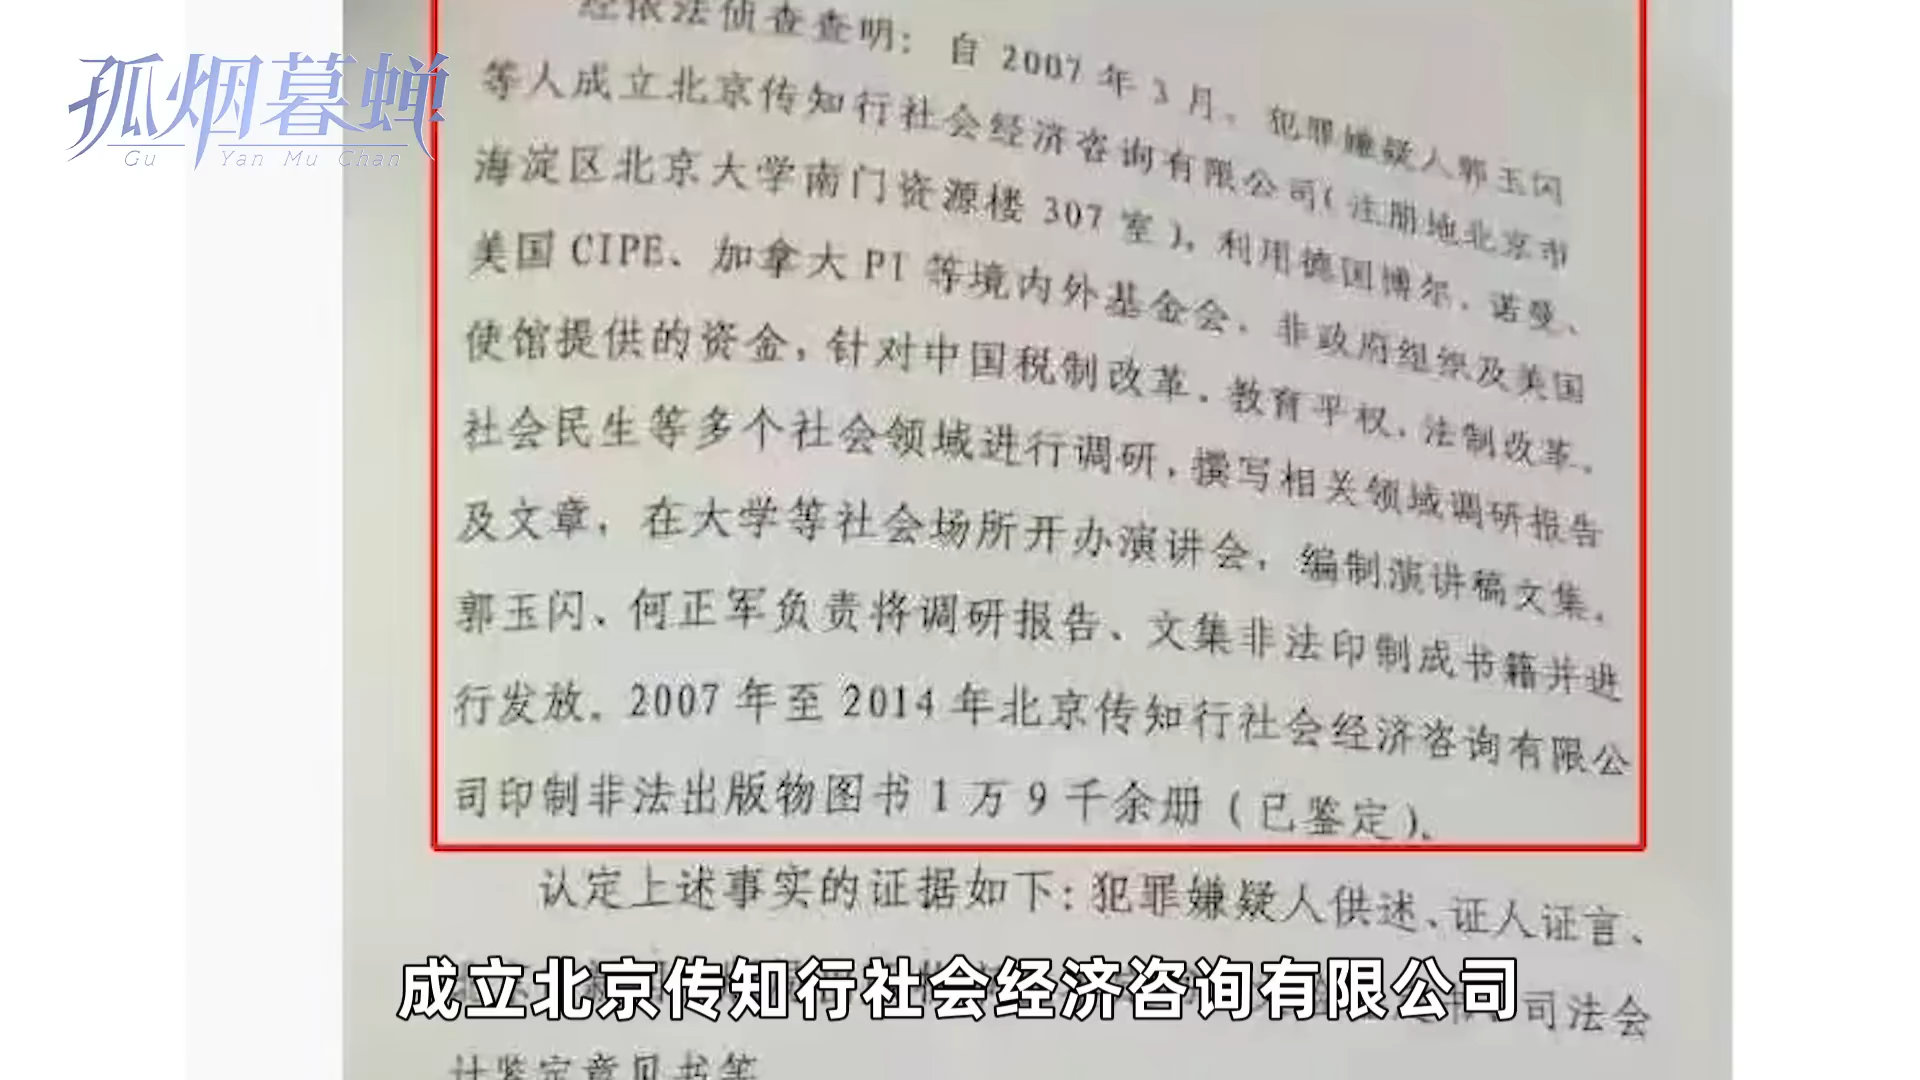 孤烟暮蝉
Gu Yan Mu Chan
经依法侦查查明：自 2007 年 3 月，犯罪嫌疑人郭玉闪
等人成立北京传知行社会经济咨询有限公司(注册地北京市
海淀区北京大学南门资源楼 307 室)，利用德国博尔、诺曼、
美国 CIPE、加拿大 PI 等境内外基金会、非政府组织及美国
使馆提供的资金，针对中国税制改革、教育平权、法制改革、
社会民生等多个社会领域进行调研，撰写相关领域调研报告
及文章，在大学等社会场所开办演讲会，编制演讲稿文集。
郭玉闪、何正军负责将调研报告、文集非法印制成书籍并进
行发放。2007 年至 2014 年北京传知行社会经济咨询有限公
司印制非法出版物图书 1 万 9 千余册 (已鉴定)。
认定上述事实的证据如下：犯罪嫌疑人供述、证人证言、
成立北京传知行社会经济咨询有限公司
司法会
计鉴定意见书等